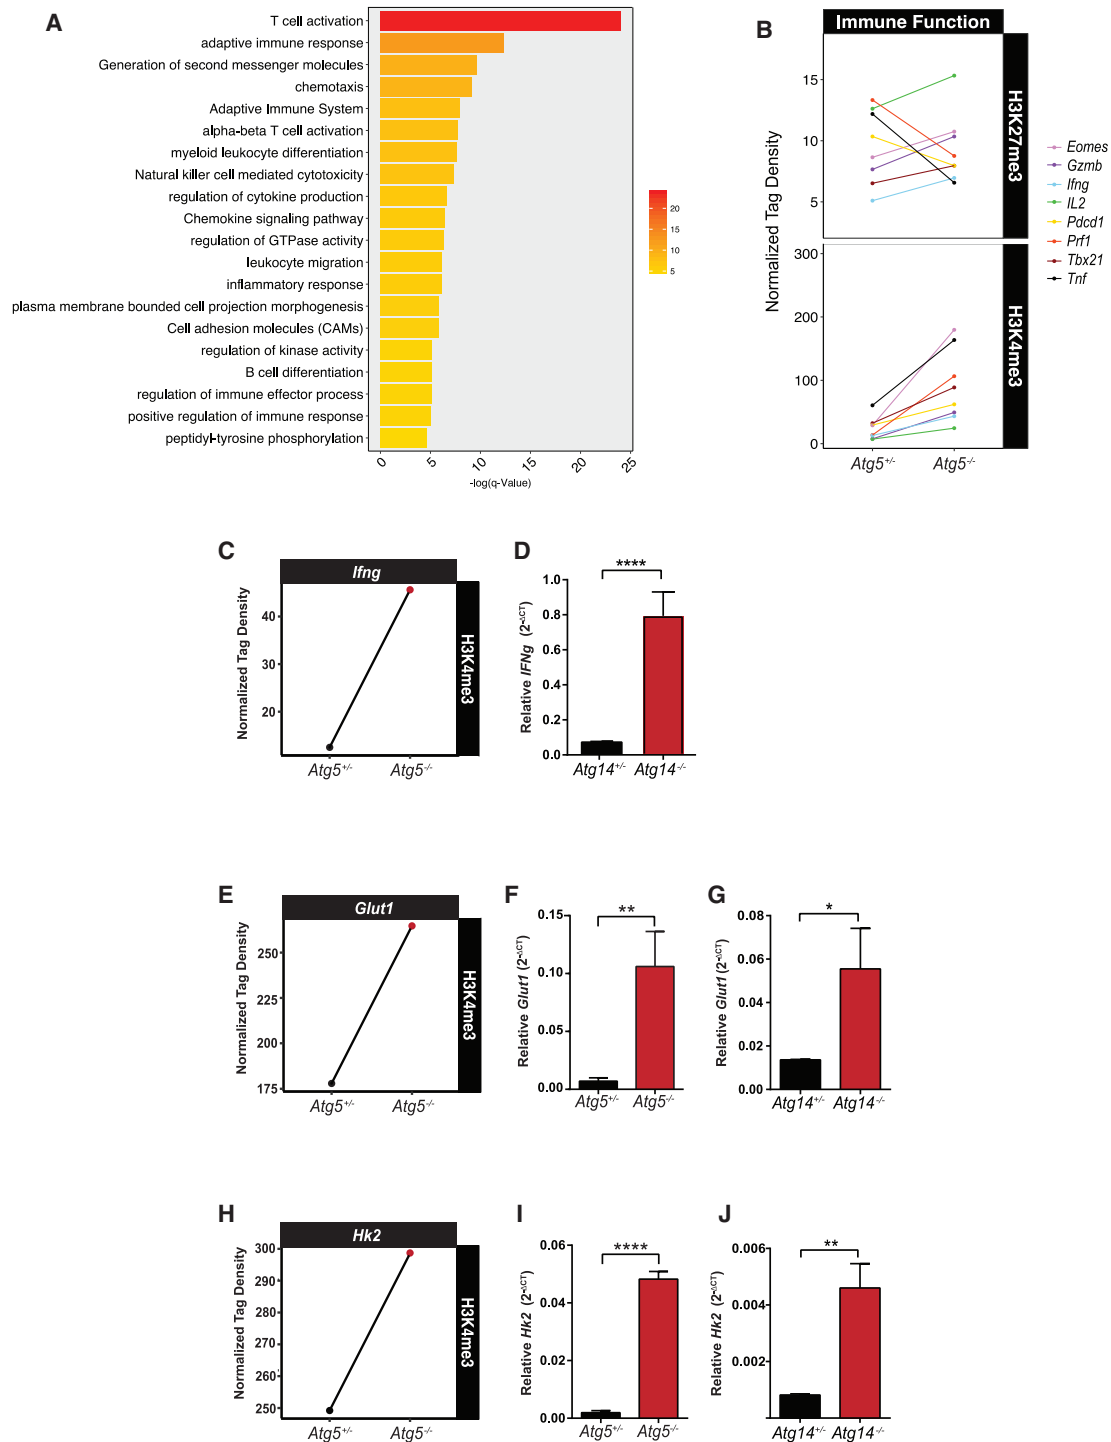 A
T cell activation
adaptive immune response
Generation of second messenger molecules
chemotaxis
Adaptive Immune System
alpha-beta T cell activation
myeloid leukocyte differentiation
Natural killer cell mediated cytotoxicity
regulation of cytokine production
Chemokine signaling pathway
regulation of GTPase activity
leukocyte migration
inflammatory response
plasma membrane bounded cell projection morphogenesis
Cell adhesion molecules (CAMs)
regulation of kinase activity
B cell differentiation
regulation of immune effector process
positive regulation of immune response
peptidyl-tyrosine phosphorylation
0 5 10 15 20 25
-log(q-Value)
20
15
10
5
B
Immune Function
Normalized Tag Density
15
10
5
H3K27me3
300
200
100
0
H3K4me3
Atg5+/- Atg5-/-
Eomes
Gzmb
Ifng
IL2
Pdcd1
Prf1
Tbx21
Tnf
C
Ifng
Normalized Tag Density
40
30
20
H3K4me3
Atg5+/- Atg5-/-
D
Relative IFNg (2-ΔCT)
1.0
0.8
0.6
0.4
0.2
0.0
****
Atg14+/- Atg14-/-
E
Glut1
Normalized Tag Density
250
225
200
175
H3K4me3
Atg5+/- Atg5-/-
F
Relative Glut1 (2-ΔCT)
0.15
0.10
0.05
0.00
**
Atg5+/- Atg5-/-
G
Relative Glut1 (2-ΔCT)
0.08
0.06
0.04
0.02
0.00
*
Atg14+/- Atg14-/-
H
Hk2
Normalized Tag Density
300
290
280
270
260
250
H3K4me3
Atg5+/- Atg5-/-
I
Relative Hk2 (2-ΔCT)
0.06
0.04
0.02
0.00
****
Atg5+/- Atg5-/-
J
Relative Hk2 (2-ΔCT)
0.006
0.004
0.002
**
Atg14+/- Atg14-/-